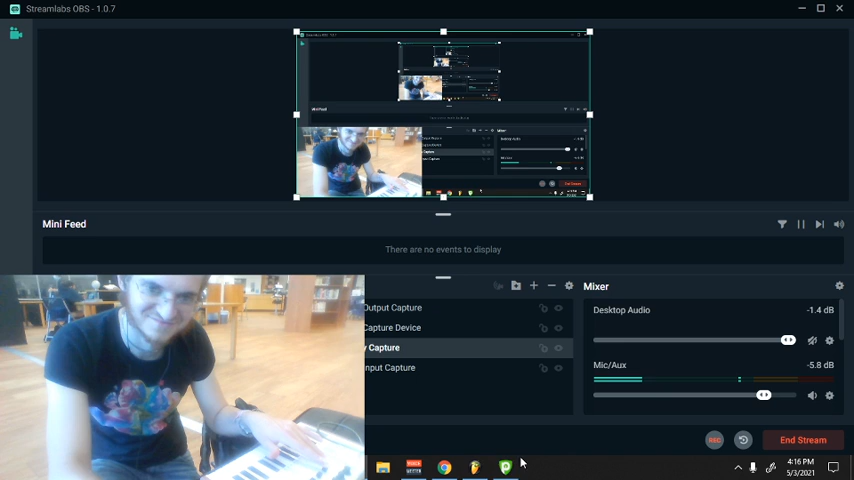 Streamlabs OBS - 1.0.7
Mini Feed
There are no events to display
Output Capture
Capture Device
Capture
nput Capture
Mixer
Desktop Audio
-1.4 dB
Mic/Aux
-5.8 dB
REC
End Stream
4:16 PM
5/3/2021